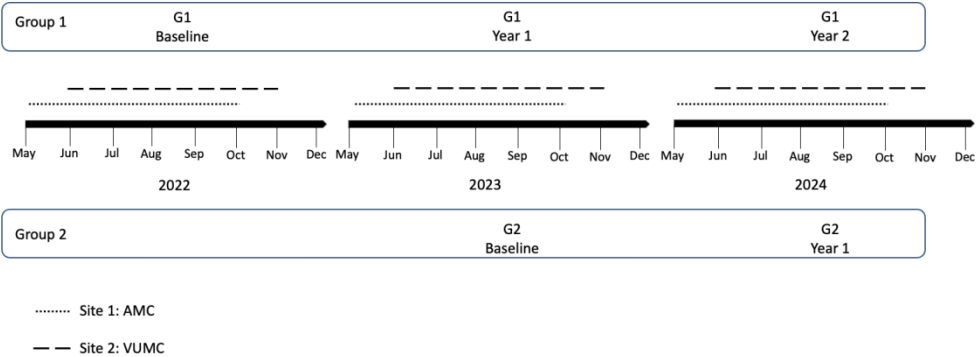 Group 1
G1
Baseline
G1
Year 1
G1
Year 2
May Jun Jul Aug Sep Oct Nov Dec May Jun Jul Aug Sep Oct Nov Dec May Jun Jul Aug Sep Oct Nov Dec
2022 2023 2024
Group 2
G2
Baseline
G2
Year 1
Site 1: AMC
Site 2: VUMC